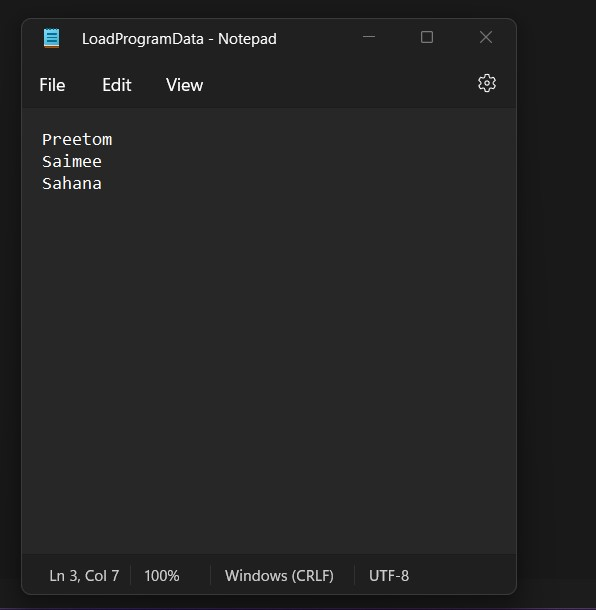 LoadProgramData - Notepad
File Edit View
Preetom
Saimee
Sahana
Ln 3, Col 7 100% Windows (CRLF) UTF-8